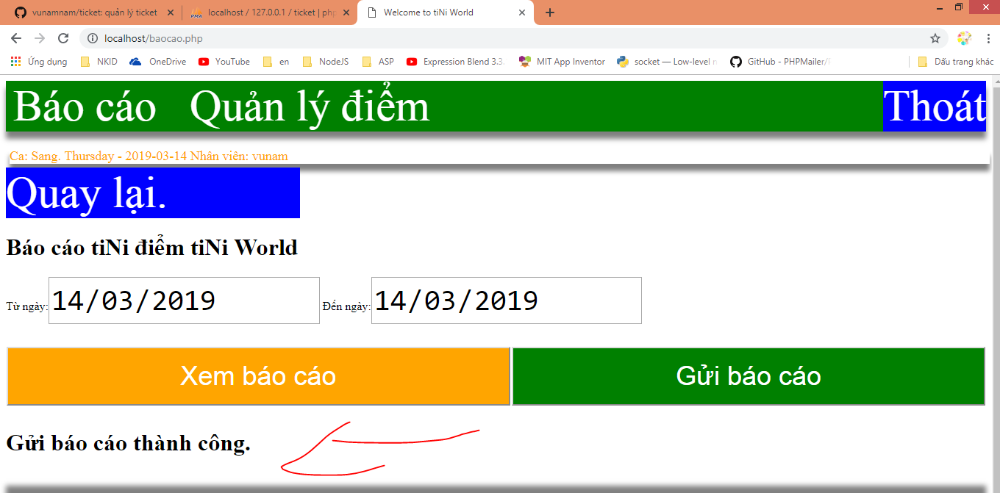 vunamnam/ticket: quản lý ticket
localhost / 127.0.0.1 / ticket | php
Welcome to tiNi World
localhost/baocao.php
Ứng dụng NKID OneDrive YouTube en NodeJS ASP Expression Blend 3.3. MIT App Inventor socket — Low-level n GitHub - PHPMailer/ Dấu trang khác
Báo cáo Quản lý điểm Thoát
Ca: Sang. Thursday - 2019-03-14 Nhân viên: vunam
Quay lại.
Báo cáo tiNi điểm tiNi World
Từ ngày: 14/03/2019 Đến ngày: 14/03/2019
Xem báo cáo Gửi báo cáo
Gửi báo cáo thành công.